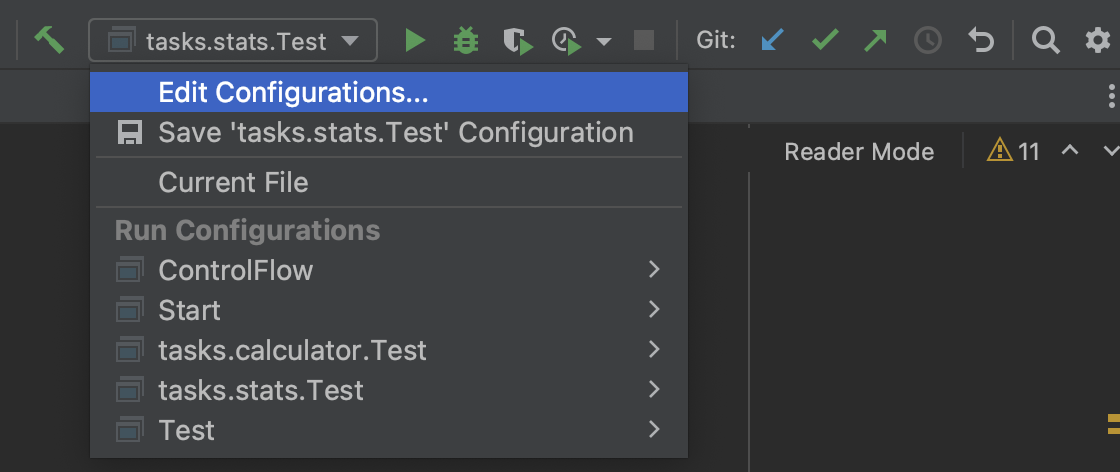 tasks.stats.Test
Git:
Edit Configurations...
Save 'tasks.stats.Test' Configuration
Reader Mode
11
Current File
Run Configurations
ControlFlow
Start
tasks.calculator.Test
tasks.stats.Test
Test